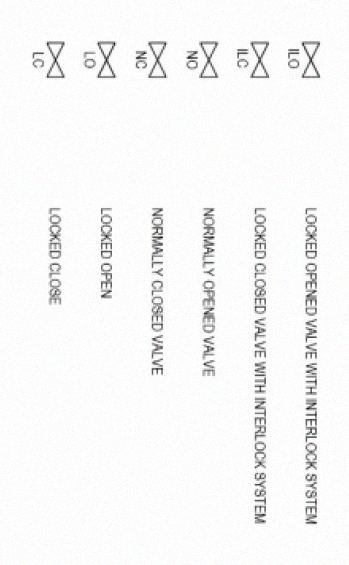 ILO LOCKED OPENED VALVE WITH INTERLOCK SYSTEM
ILC LOCKED CLOSED VALVE WITH INTERLOCK SYSTEM
NO NORMALLY OPENED VALVE
NC NORMALLY CLOSED VALVE
LO LOCKED OPEN
LC LOCKED CLOSE